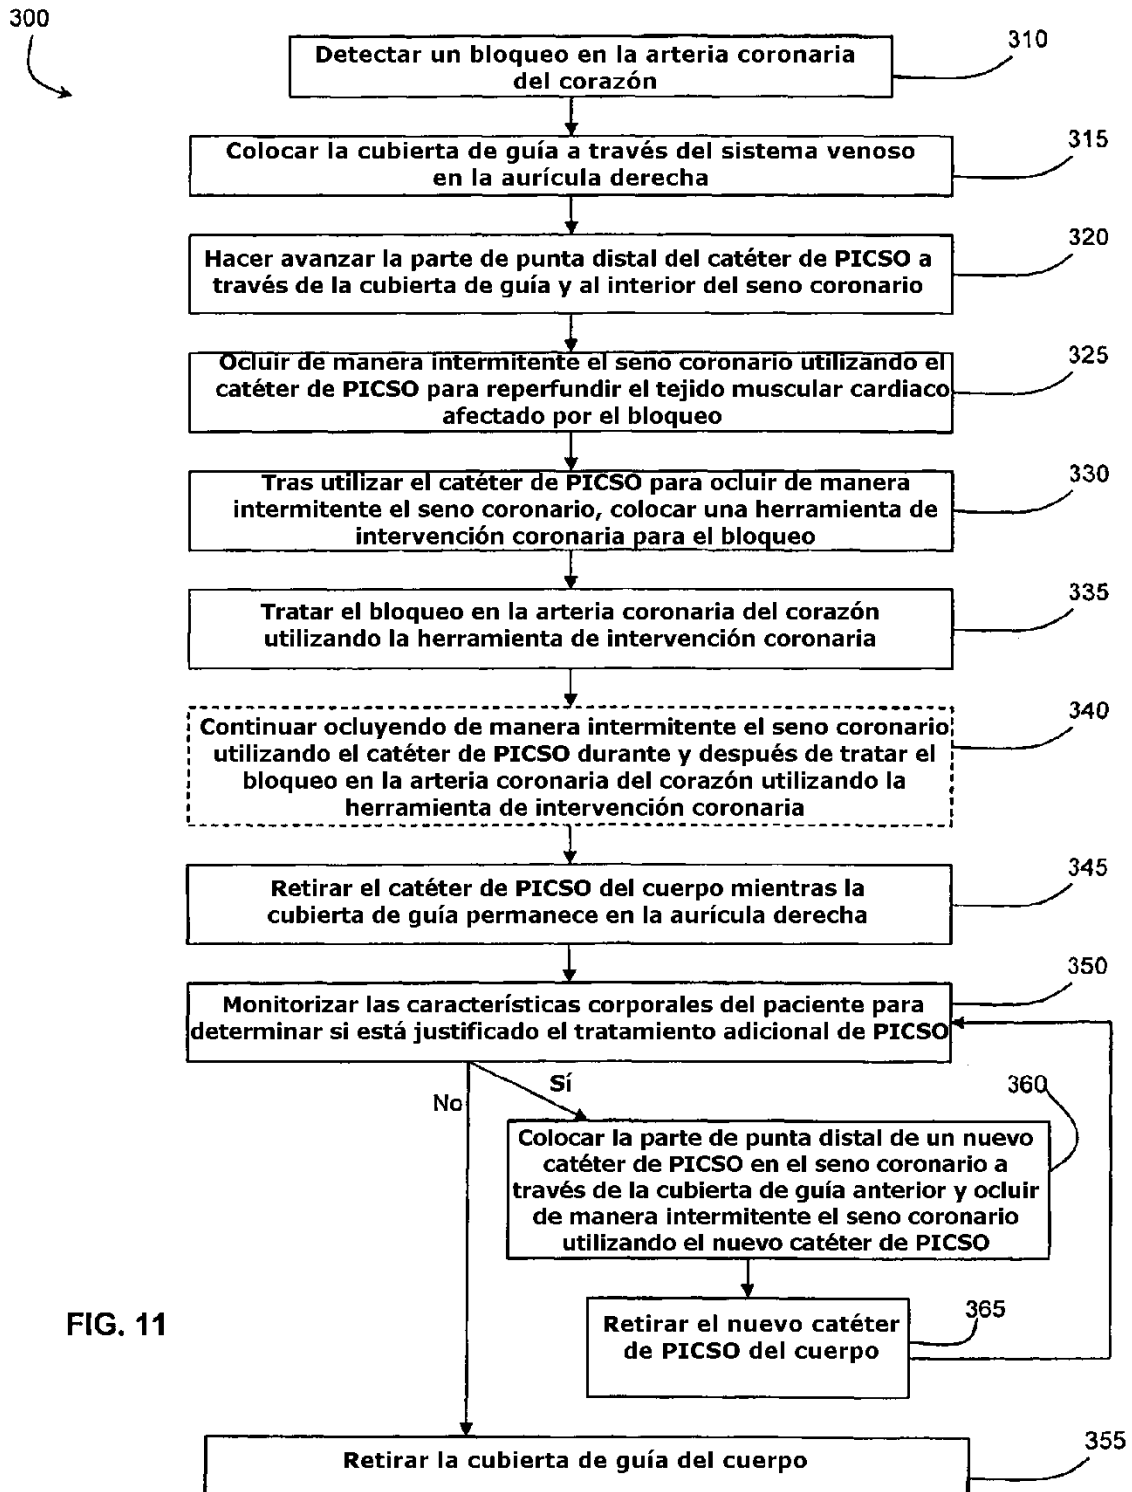 300
Detectar un bloqueo en la arteria coronaria
del corazón
310
Colocar la cubierta de guía a través del sistema venoso
en la aurícula derecha
315
Hacer avanzar la parte de punta distal del catéter de PICSO a
través de la cubierta de guía y al interior del seno coronario
320
Ocluir de manera intermitente el seno coronario utilizando el
catéter de PICSO para reperfundir el tejido muscular cardiaco
afectado por el bloqueo
325
Tras utilizar el catéter de PICSO para ocluir de manera
intermitente el seno coronario, colocar una herramienta de
intervención coronaria para el bloqueo
330
Tratar el bloqueo en la arteria coronaria del corazón
utilizando la herramienta de intervención coronaria
335
Continuar ocluyendo de manera intermitente el seno coronario
utilizando el catéter de PICSO durante y después de tratar el
bloqueo en la arteria coronaria del corazón utilizando la
herramienta de intervención coronaria
340
Retirar el catéter de PICSO del cuerpo mientras la
cubierta de guía permanece en la aurícula derecha
345
Monitorizar las características corporales del paciente para
determinar si está justificado el tratamiento adicional de PICSO
350
No
Sí
Colocar la parte de punta distal de un nuevo
catéter de PICSO en el seno coronario a
través de la cubierta de guía anterior y ocluir
de manera intermitente el seno coronario
utilizando el nuevo catéter de PICSO
360
Retirar el nuevo catéter
de PICSO del cuerpo
365
FIG. 11
Retirar la cubierta de guía del cuerpo
355